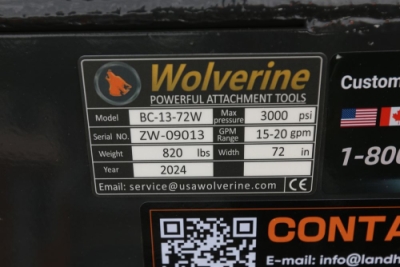 Wolverine
POWERFUL ATTACHMENT TOOLS
Model BC-13-72W Max pressure 3000 psi
Serial NO. ZW-09013 GPM Range 15-20 gpm
Weight 820 lbs Width 72 in
Year 2024
Email: service@usawolverine.com CE
Custom
1-800
CONTA
E-mail: info@landh